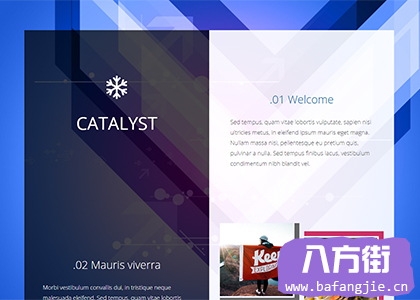 CATALYST
.01 Welcome
Sed tempus, quam vitae lobortis vulputate, sapien nisi
ultricies metus, in eleifend ipsum mauris eget magna.
Nullam massa nisi, pellentesque eu pretium quis,
pulvinar a nulla. Sed tempus finibus lacus, vestibulum
condimentum nibh blandit vel.
.02 Mauris viverra
Morbi vestibulum convallis dui, in tristique neque
malesuada eleifend. Sed tempus, quam vitae
Keep
EXPLORING
八方街
www.bafangjie.cn